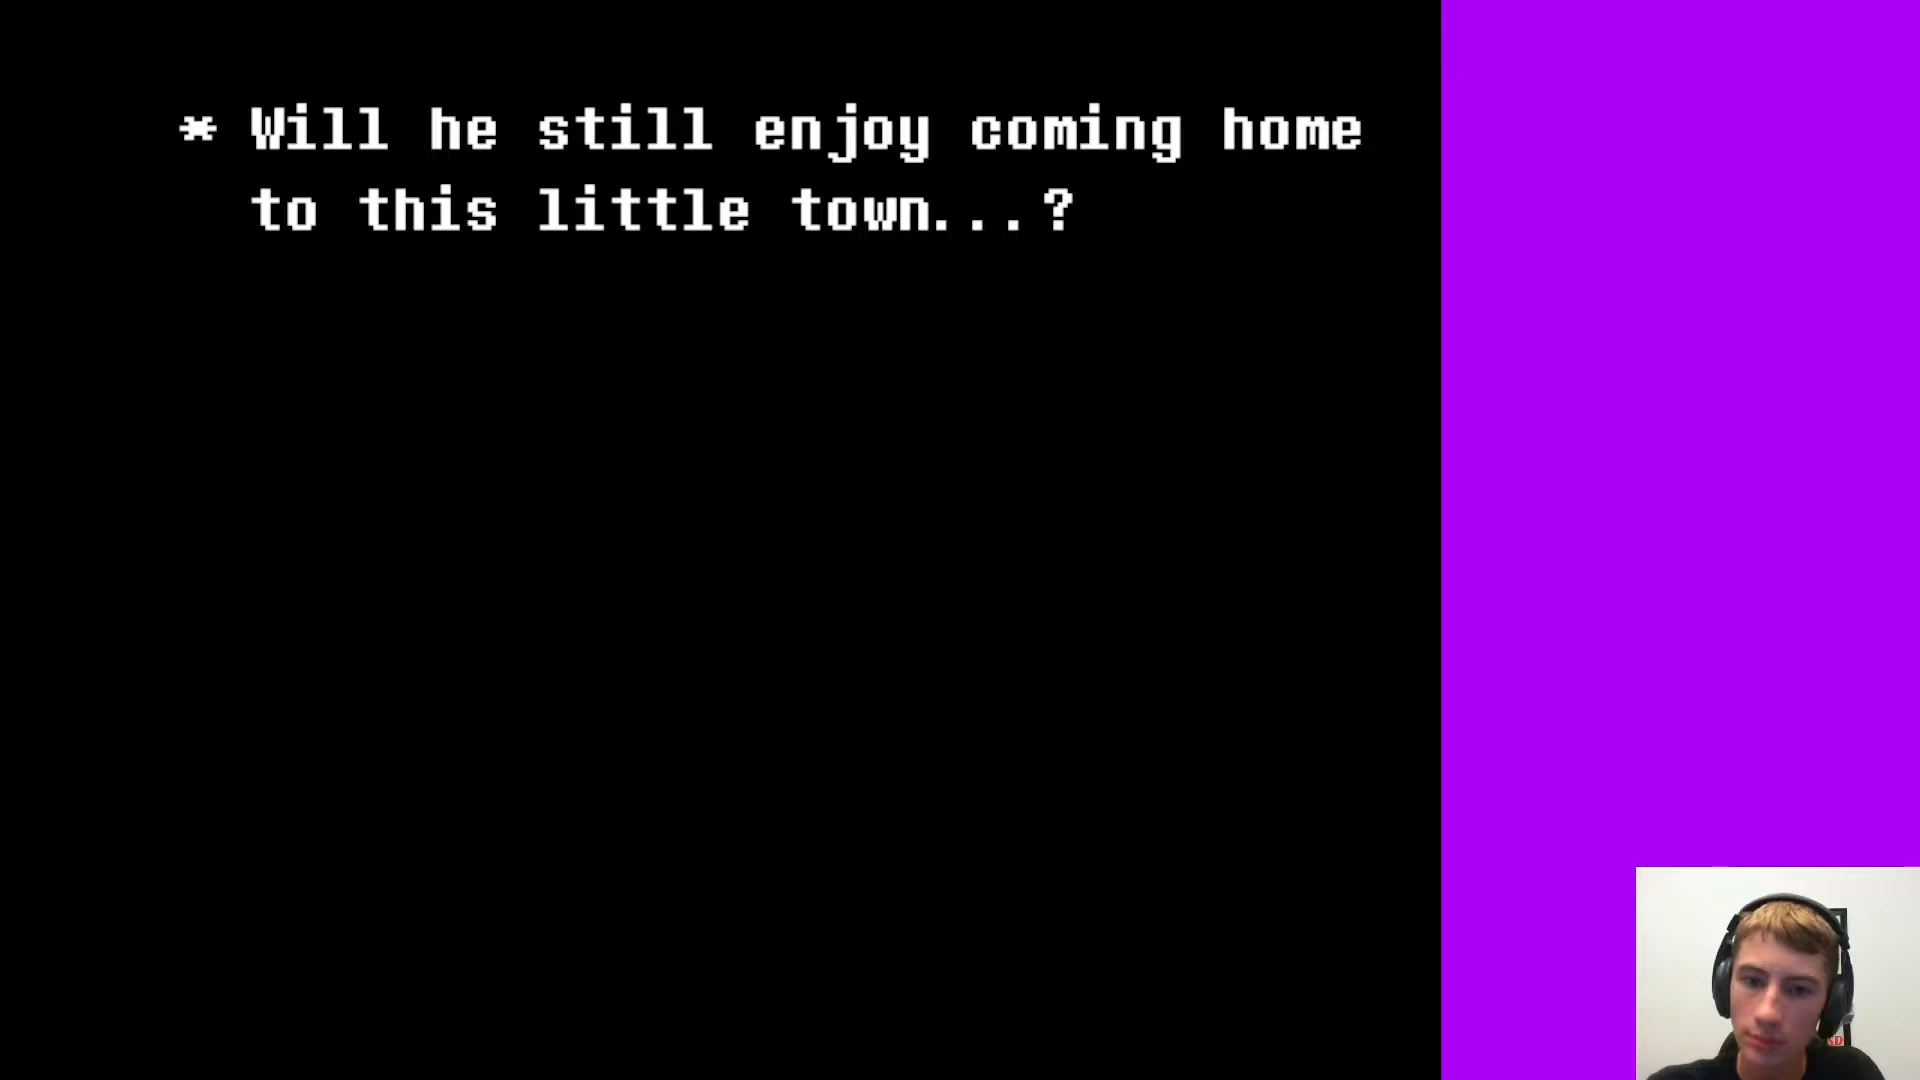 * Will he still enjoy coming home
to this little town...?